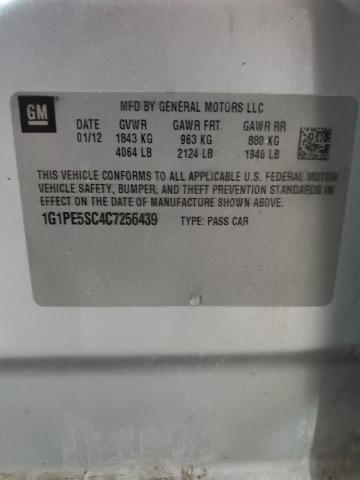 GM
MFD BY GENERAL MOTORS LLC
DATE GVWR GAWR FRT GAWR RR
01/12 1843 KG 963 KG 880 KG
4064 LB 2124 LB 1940 LB
THIS VEHICLE CONFORMS TO ALL APPLICABLE U.S. FEDERAL MOTOR
VEHICLE SAFETY, BUMPER, AND THEFT PREVENTION STANDARDS IN
EFFECT ON THE DATE OF MANUFACTURE SHOWN ABOVE.
1G1PE5SC4C7256439 TYPE: PASS CAR